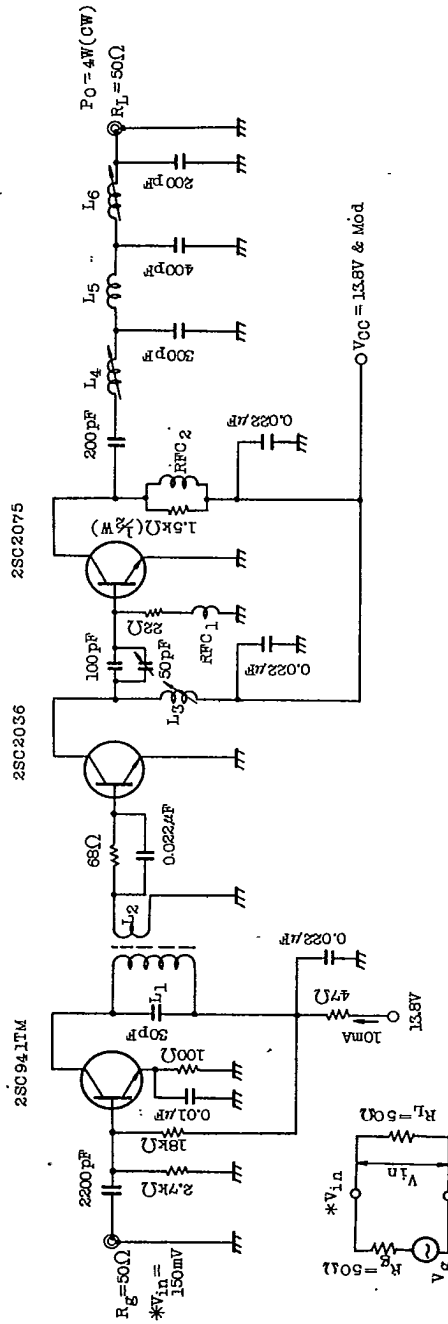 2SC941TM
2SC2036
2SC2075
Rg=50Ω
*Vin=
150mV
2200pF
2.7kΩ
18kΩ
0.01μF
100Ω
30pF
L1
L2
47Ω
10mA
13.8V
0.022μF
68Ω
0.022μF
L3
0.022μF
100pF
50pF
22Ω
RFC1
1.5kΩ(½W)
RFC2
0.022μF
VCC=13.8V & Mod
200pF
L4
300pF
L5
400pF
L6
200pF
PO=4W(CW)
RL=50Ω
*Vin
Rg=50Ω
Vg
Vin
RL=50Ω